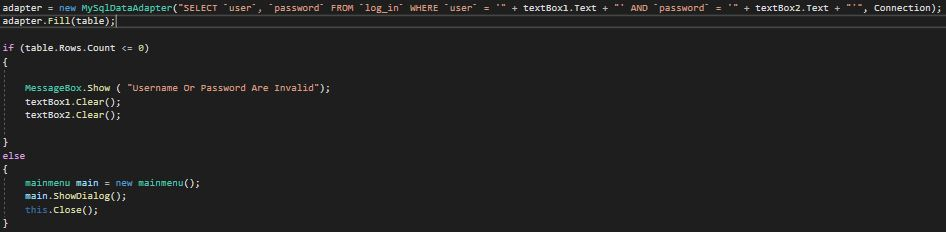 adapter = new MySqlDataAdapter("SELECT `user`, `password` FROM `log_in` WHERE `user` = '" + textBox1.Text + "' AND `password` = '" + textBox2.Text + "'", Connection);
adapter.Fill(table);
if (table.Rows.Count <= 0)
{
MessageBox.Show ( "Username Or Password Are Invalid");
textBox1.Clear();
textBox2.Clear();
}
else
{
mainmenu main = new mainmenu();
main.ShowDialog();
this.Close();
}